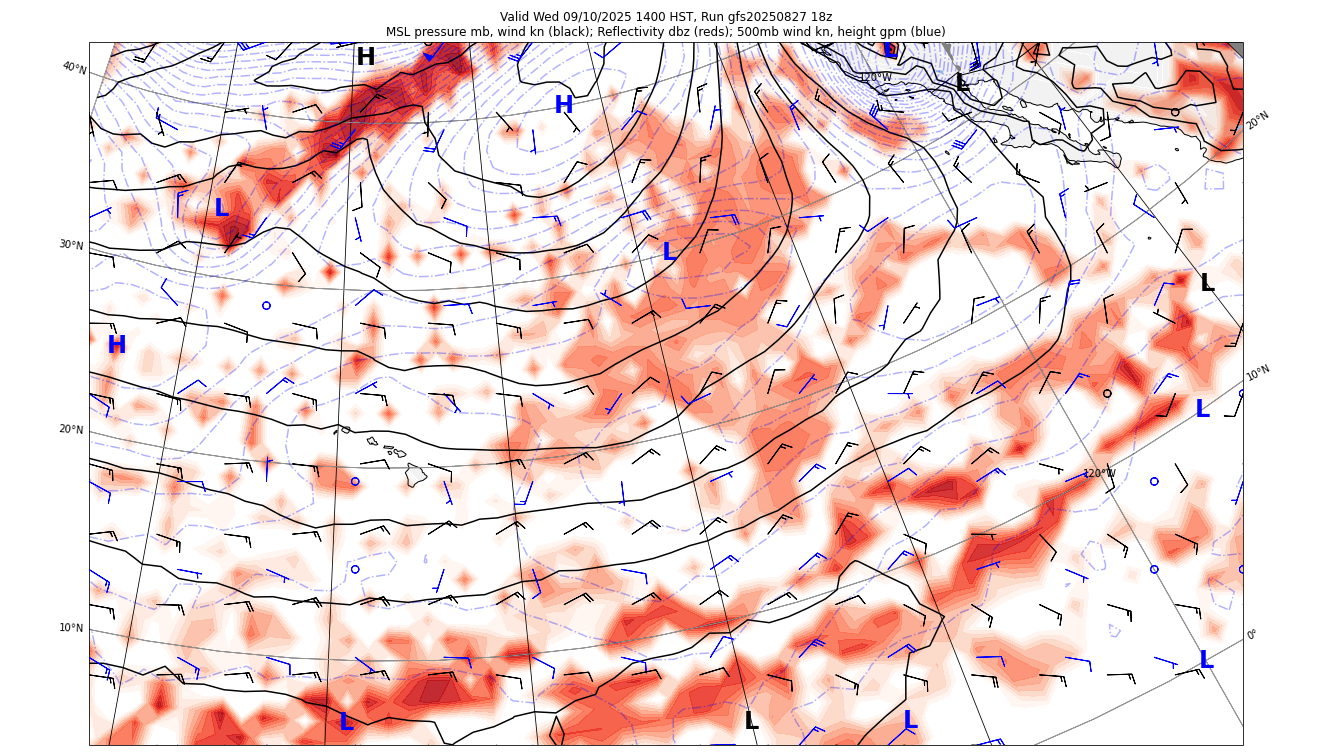 Valid Wed 09/10/2025 1400 HST, Run gfs20250827 18z
MSL pressure mb, wind kn (black); Reflectivity dbz (reds); 500mb wind kn, height gpm (blue)
H
L
40°N
120°W
L
H
20°N
L
30°N
L
L
H
10°N
L
20°N
120°W
10°N
0°
L
L
L
L